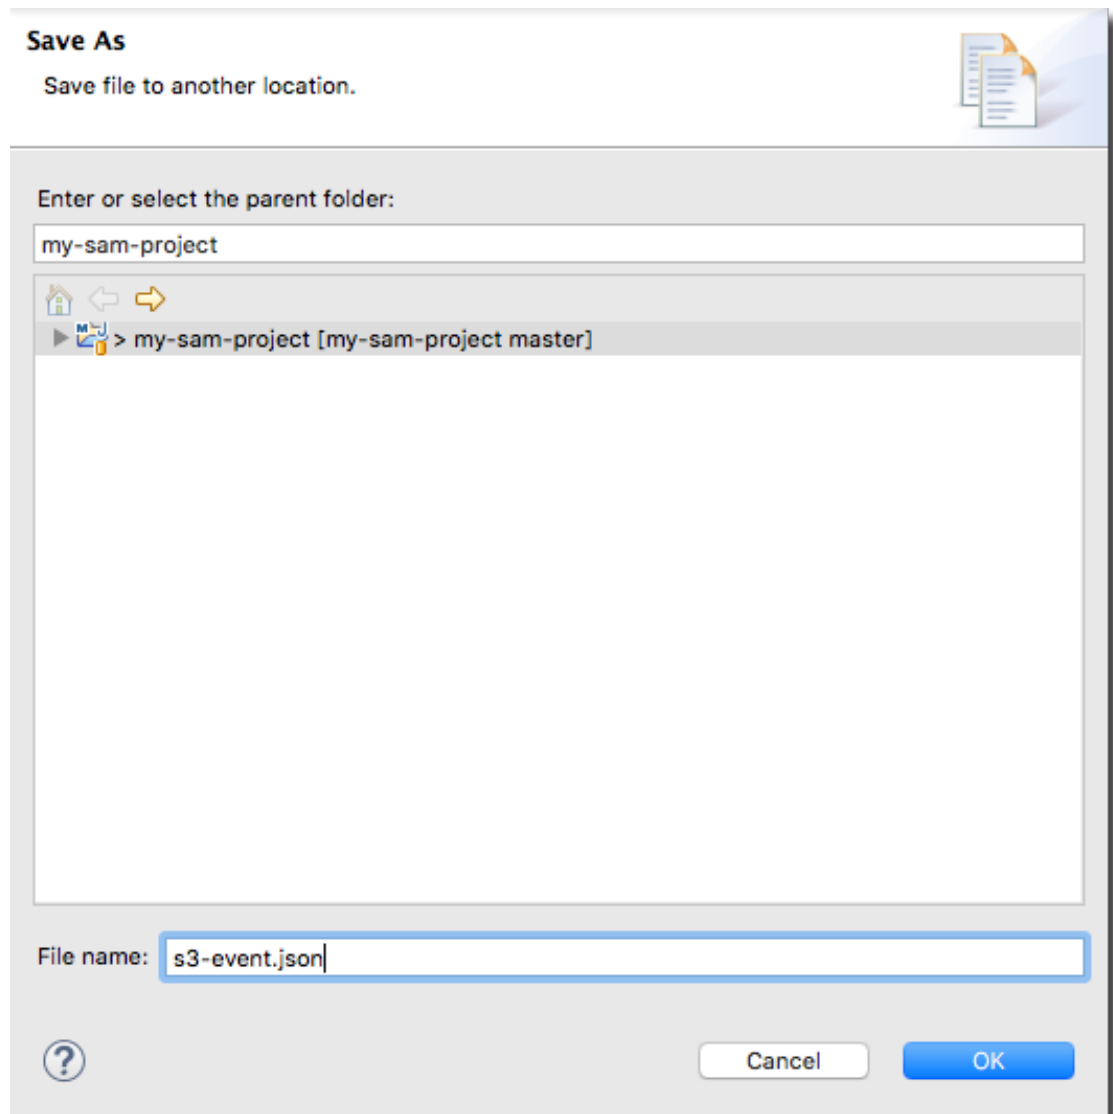 Save As
Save file to another location.
Enter or select the parent folder:
my-sam-project
> my-sam-project [my-sam-project master]
File name: s3-event.json
? Cancel OK